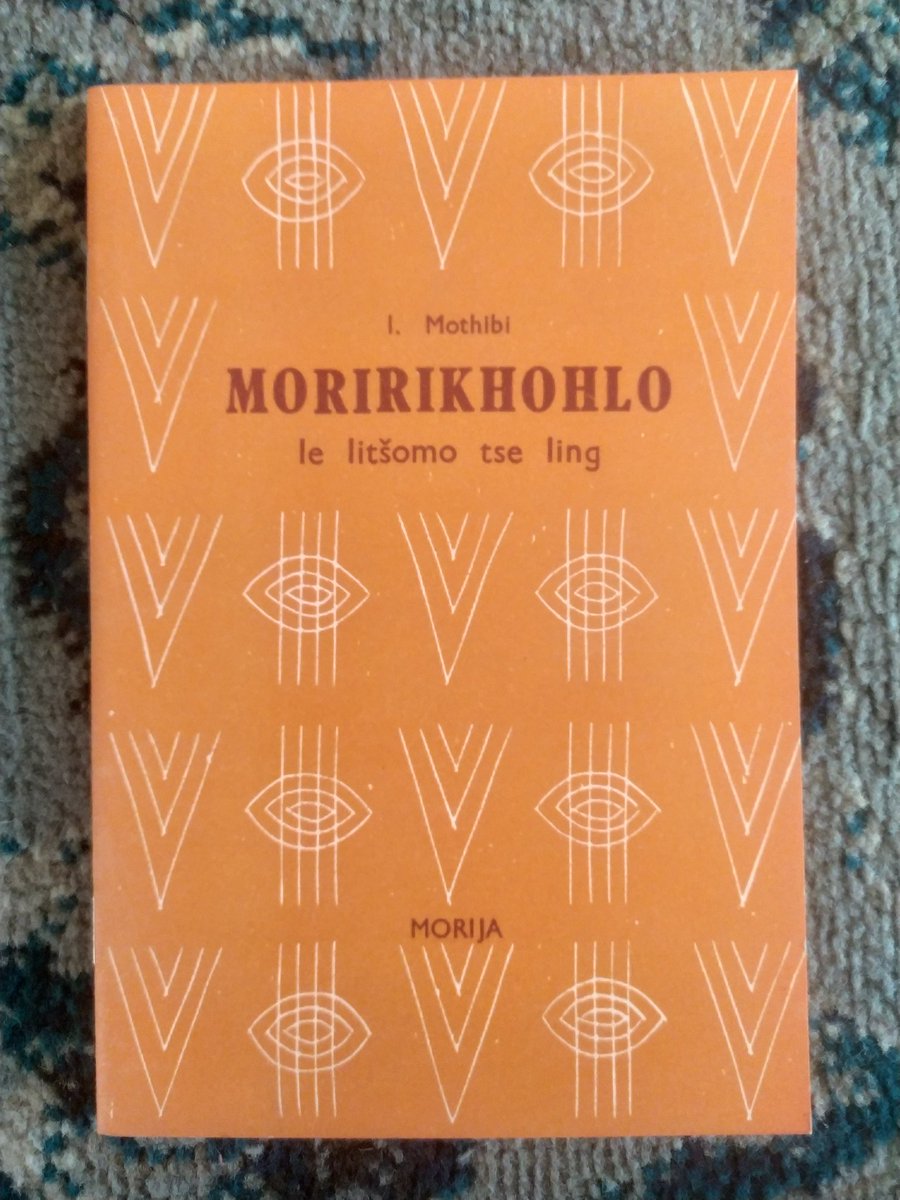 I. Mothibi
MORIRIKHOHLO
le litšomo tse ling
MORIJA